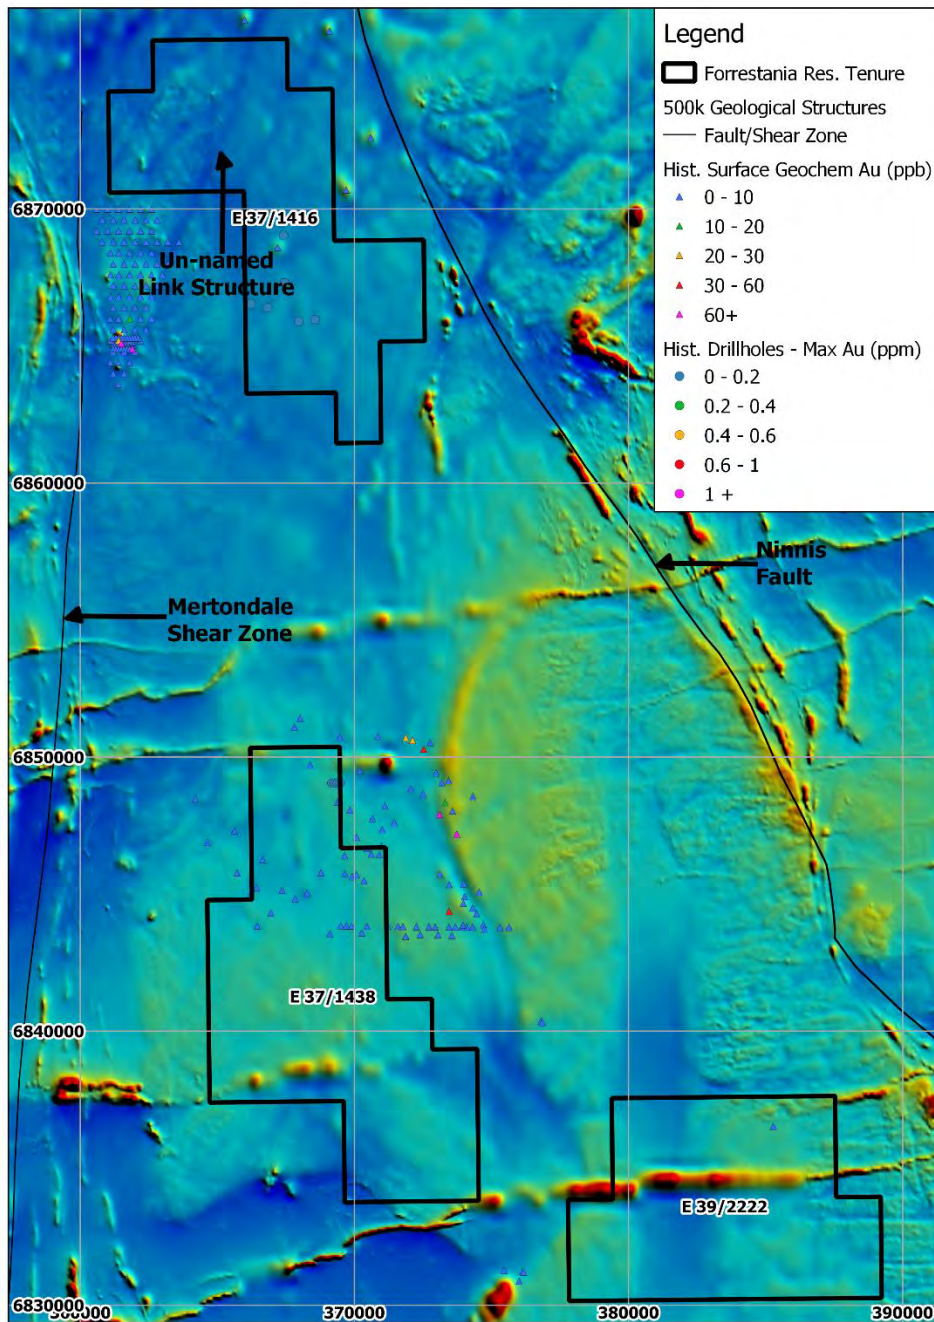 Legend
Forrestania Res. Tenure
500k Geological Structures
Fault/Shear Zone
Hist. Surface Geochem Au (ppb)
0 - 10
10 - 20
20 - 30
30 - 60
60+
Hist. Drillholes - Max Au (ppm)
0 - 0.2
0.2 - 0.4
0.4 - 0.6
0.6 - 1
1 +
6870000
E 37/1416
Un-named
Link Structure
6860000
Ninnis
Fault
Mertondale
Shear Zone
6850000
E 37/1438
6840000
E 39/2222
6830000
360000
370000
380000
390000